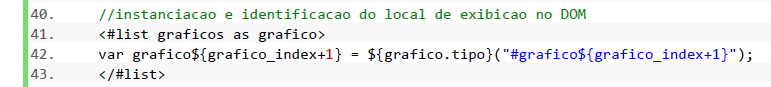 40. //instanciacao e identificacao do local de exibicao no DOM
41. <#list graficos as grafico>
42. var grafico${grafico_index+1} = ${grafico.tipo}("#grafico${grafico_index+1}");
43. </#list>